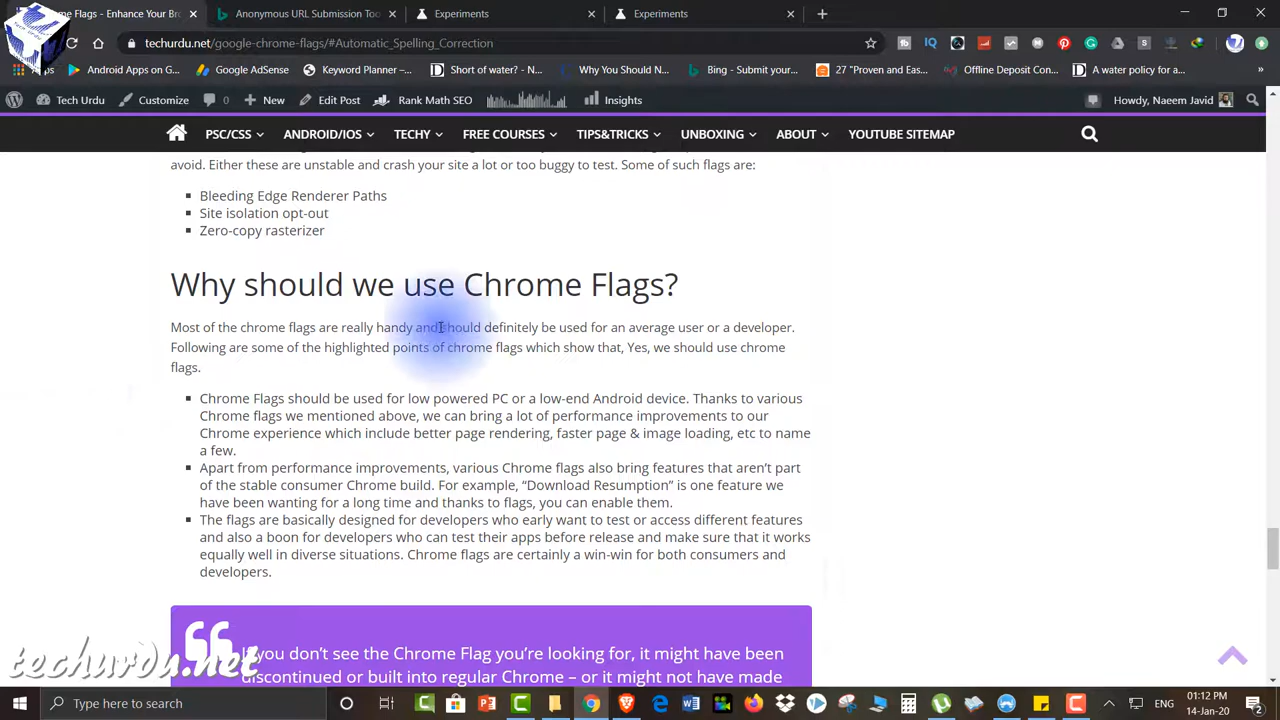 Chrome Flags - Enhance Your Br
Anonymous URL Submission Too
Experiments
Experiments
techurdu.net/google-chrome-flags/#Automatic_Spelling_Correction
Apps
Android Apps on G...
Google AdSense
Keyword Planner –...
Short of water? - N...
Why You Should N...
Bing - Submit your...
27 "Proven and Eas...
Offline Deposit Con...
A water policy for a...
Tech Urdu
Customize
0
New
Edit Post
Rank Math SEO
Insights
Howdy, Naeem Javid
PSC/CSS
ANDROID/IOS
TECHY
FREE COURSES
TIPS&TRICKS
UNBOXING
ABOUT
YOUTUBE SITEMAP
avoid. Either these are unstable and crash your site a lot or too buggy to test. Some of such flags are:
Bleeding Edge Renderer Paths
Site isolation opt-out
Zero-copy rasterizer
Why should we use Chrome Flags?
Most of the chrome flags are really handy and should definitely be used for an average user or a developer.
Following are some of the highlighted points of chrome flags which show that, Yes, we should use chrome
flags.
Chrome Flags should be used for low powered PC or a low-end Android device. Thanks to various
Chrome flags we mentioned above, we can bring a lot of performance improvements to our
Chrome experience which include better page rendering, faster page & image loading, etc to name
a few.
Apart from performance improvements, various Chrome flags also bring features that aren't part
of the stable consumer Chrome build. For example, “Download Resumption” is one feature we
have been wanting for a long time and thanks to flags, you can enable them.
The flags are basically designed for developers who early want to test or access different features
and also a boon for developers who can test their apps before release and make sure that it works
equally well in diverse situations. Chrome flags are certainly a win-win for both consumers and
developers.
If you don't see the Chrome Flag you're looking for, it might have been
discontinued or built into regular Chrome – or it might not have made
techurdu.net
Type here to search
01:12 PM
14-Jan-20